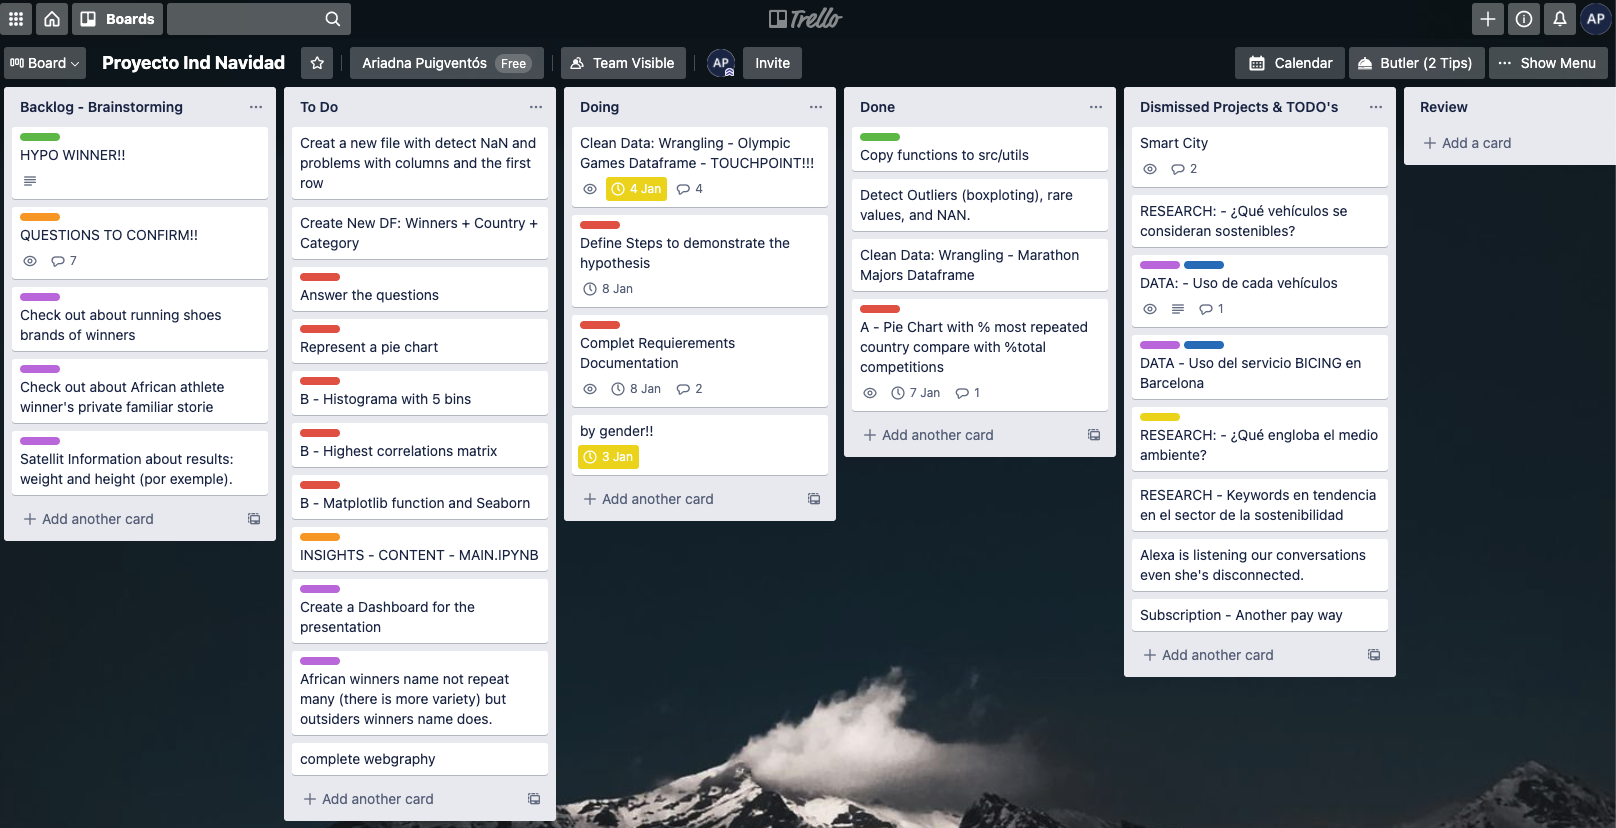 Boards
Trello
AP
Board
Proyecto Ind Navidad
Ariadna Puigventós Free
Team Visible
AP
Invite
Calendar
Butler (2 Tips)
Show Menu
Backlog - Brainstorming
HYPO WINNER!!
QUESTIONS TO CONFIRM!!
7
Check out about running shoes
brands of winners
Check out about African athlete
winner's private familiar storie
Satellit Information about results:
weight and height (por exemple).
Add another card
To Do
Creat a new file with detect NaN and
problems with columns and the first
row
Create New DF: Winners + Country +
Category
Answer the questions
Represent a pie chart
B - Histograma with 5 bins
B - Highest correlations matrix
B - Matplotlib function and Seaborn
INSIGHTS - CONTENT - MAIN.IPYNB
Create a Dashboard for the
presentation
African winners name not repeat
many (there is more variety) but
outsiders winners name does.
complete webgraphy
Add another card
Doing
Clean Data: Wrangling - Olympic
Games Dataframe - TOUCHPOINT!!!
4 Jan 4
Define Steps to demonstrate the
hypothesis
8 Jan
Complet Requierements
Documentation
8 Jan 2
by gender!!
3 Jan
Add another card
Done
Copy functions to src/utils
Detect Outliers (boxploting), rare
values, and NAN.
Clean Data: Wrangling - Marathon
Majors Dataframe
A - Pie Chart with % most repeated
country compare with %total
competitions
7 Jan 1
Add another card
Dismissed Projects & TODO's
Smart City
2
RESEARCH: - ¿Qué vehículos se
consideran sostenibles?
DATA: - Uso de cada vehículos
1
DATA - Uso del servicio BICING en
Barcelona
RESEARCH: - ¿Qué engloba el medio
ambiente?
RESEARCH - Keywords en tendencia
en el sector de la sostenibilidad
Alexa is listening our conversations
even she's disconnected.
Subscription - Another pay way
Add another card
Review
Add a card